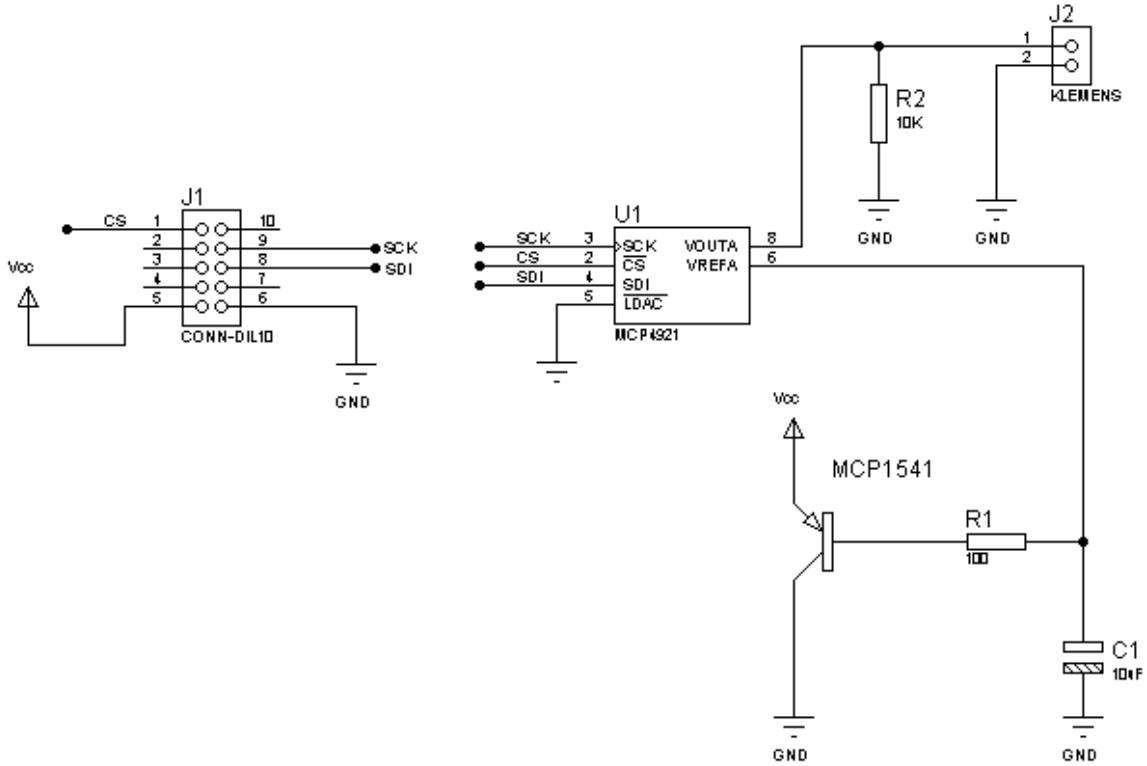 J2
1
2
KLEMENS
R2
10K
GND
GND
J1
CS 1 10
2 9 SCK
3 8 SDI
4 7
5 6
CONN-DIL10
Vcc
GND
U1
SCK 3 SCK VOUTA 8
CS 2 CS VREFA 6
SDI 4 SDI
5 LDAC
MCP4921
Vcc
MCP1541
R1
100
C1
10uF
GND
GND